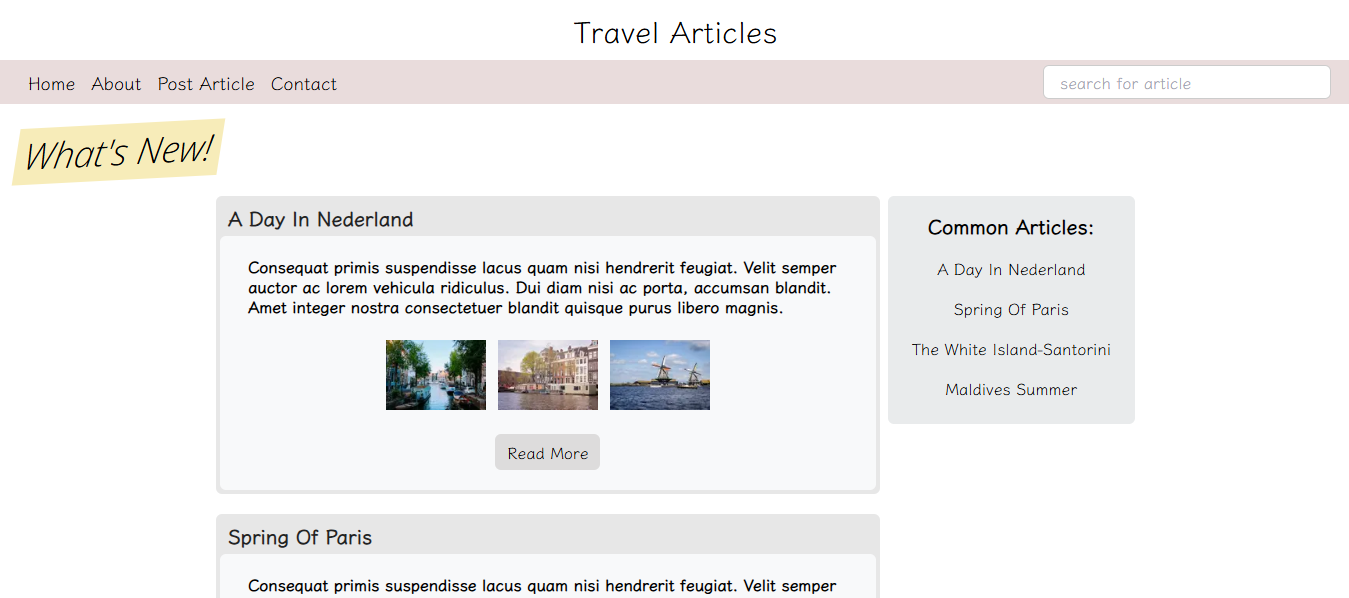 Travel Articles
Home About Post Article Contact
search for article
What's New!
A Day In Nederland
Consequat primis suspendisse lacus quam nisi hendrerit feugiat. Velit semper
auctor ac lorem vehicula ridiculus. Dui diam nisi ac porta, accumsan blandit.
Amet integer nostra consectetuer blandit quisque purus libero magnis.
Read More
Common Articles:
A Day In Nederland
Spring Of Paris
The White Island-Santorini
Maldives Summer
Spring Of Paris
Consequat primis suspendisse lacus quam nisi hendrerit feugiat. Velit semper